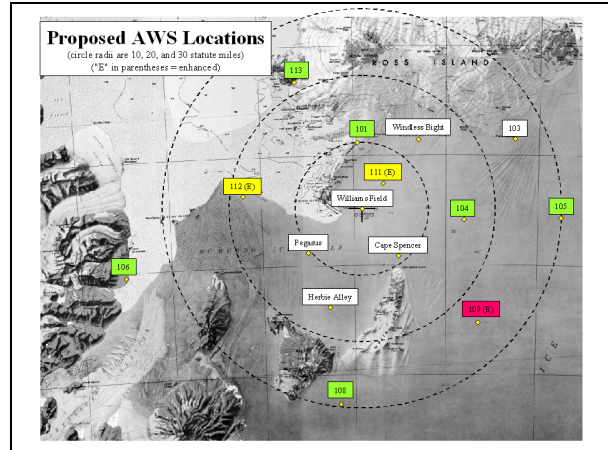 Proposed AWS Locations
(circle radii are 10, 20, and 30 statute miles)
("E" in parentheses = enhanced)
113
ROSS ISLAND
101
Windless Bight
103
111 (E)
112 (E)
Williams Field
104
105
Pegasus
Cape Spencer
106
Herbie Alley
109 (E)
ICE
108